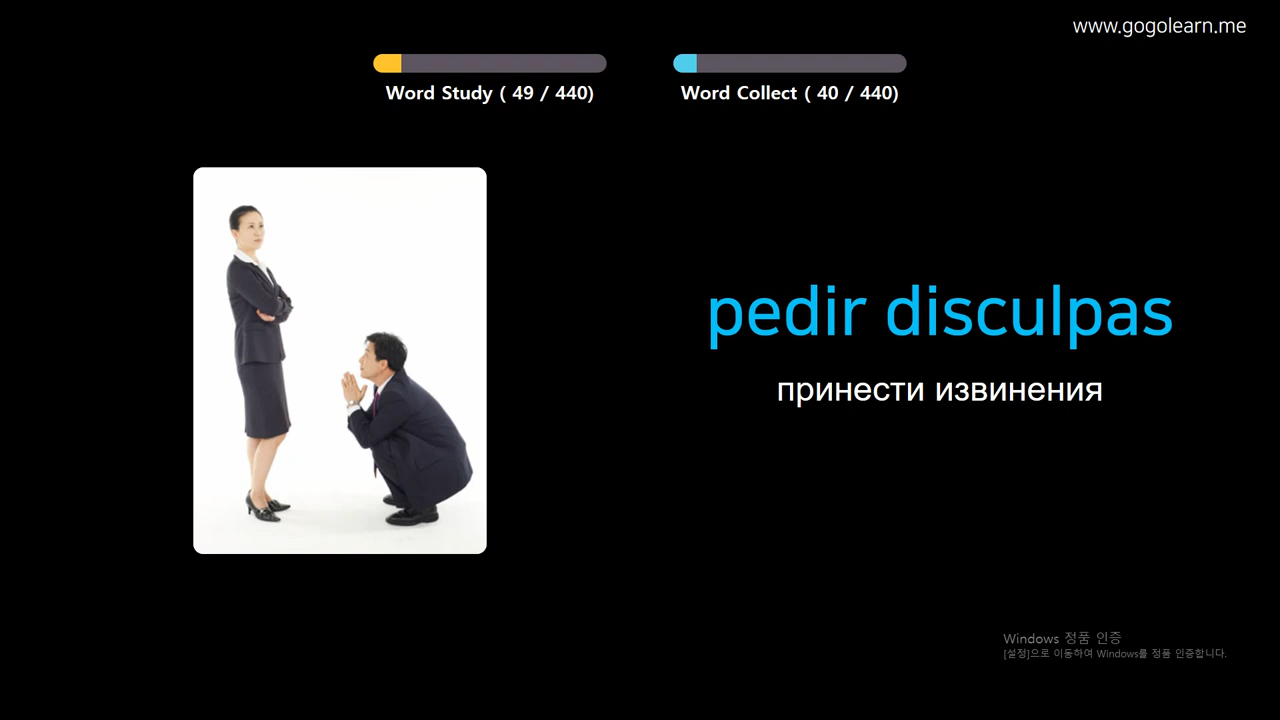 www.gogolearn.me
Word Study ( 49 / 440)
Word Collect ( 40 / 440)
pedir disculpas
принести извинения
Windows 정품 인증
[설정]으로 이동하여 Windows를 정품 인증합니다.